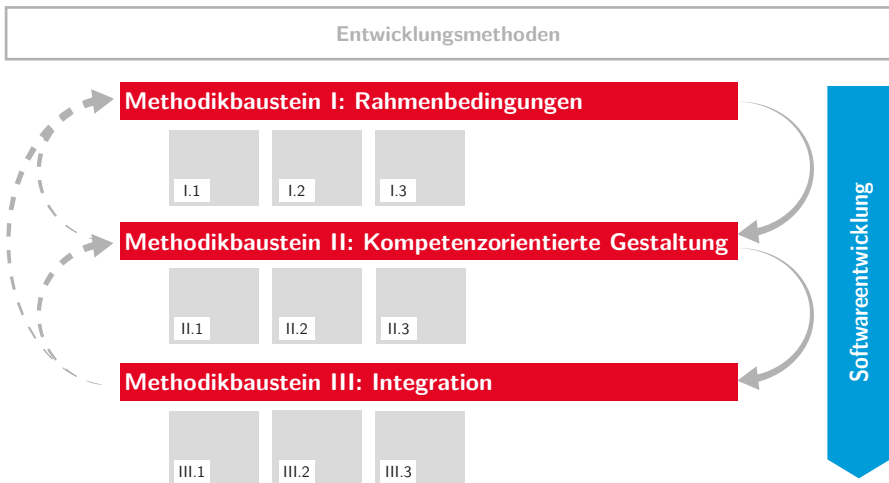 Entwicklungsmethoden
Methodikbaustein I: Rahmenbedingungen
I.1
I.2
I.3
Methodikbaustein II: Kompetenzorientierte Gestaltung
II.1
II.2
II.3
Methodikbaustein III: Integration
III.1
III.2
III.3
Softwareentwicklung